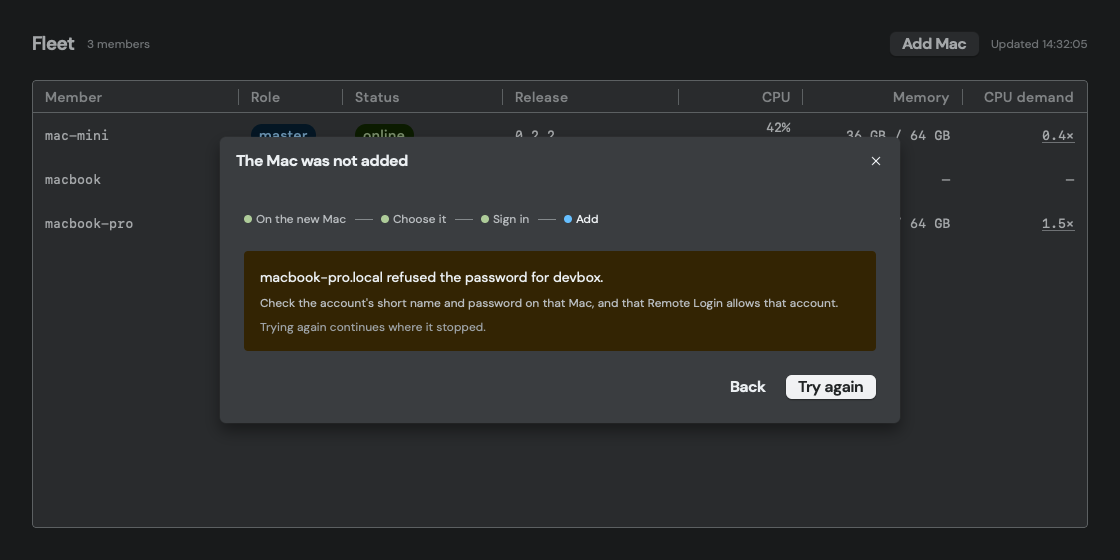 Fleet 3 members Add Mac Updated 14:32:05
Member Role Status Release CPU Memory CPU demand
mac-mini master online 0.2.2 42% 36 GB / 64 GB 0.4×
The Mac was not added ×
macbook — —
On the new Mac Choose it Sign in Add
macbook-pro / 64 GB 1.5×
macbook-pro.local refused the password for devbox.
Check the account's short name and password on that Mac, and that Remote Login allows that account.
Trying again continues where it stopped.
Back Try again